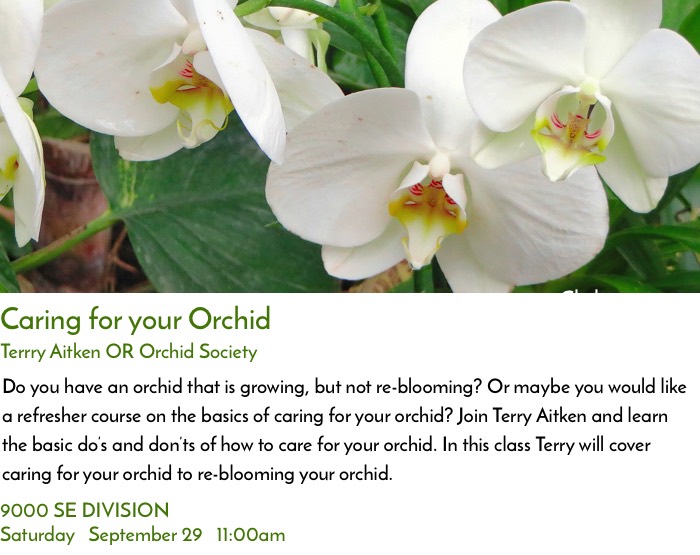 Caring for your Orchid
Terrry Aitken OR Orchid Society
Do you have an orchid that is growing, but not re-blooming? Or maybe you would like
a refresher course on the basics of caring for your orchid? Join Terry Aitken and learn
the basic do's and don'ts of how to care for your orchid. In this class Terry will cover
caring for your orchid to re-blooming your orchid.
9000 SE DIVISION
Saturday September 29 11:00am